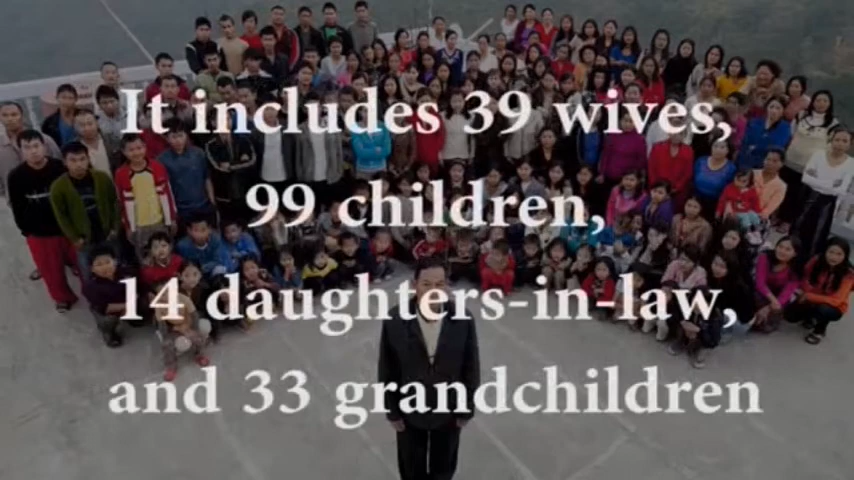 It includes 39 wives,
99 children,
14 daughters-in-law,
and 33 grandchildren